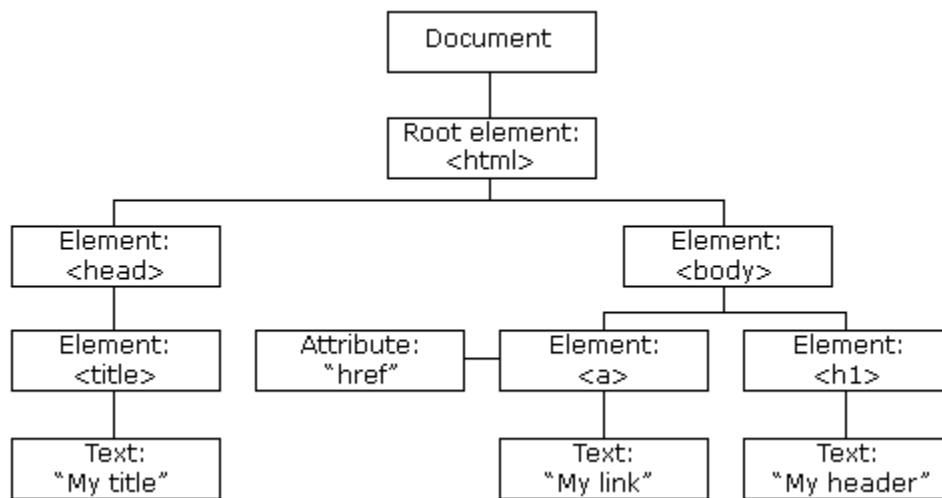 Document
Root element:
<html>
Element:
<head>
Element:
<body>
Element:
<title>
Attribute:
“href”
Element:
<a>
Element:
<h1>
Text:
“My title”
Text:
“My link”
Text:
“My header”